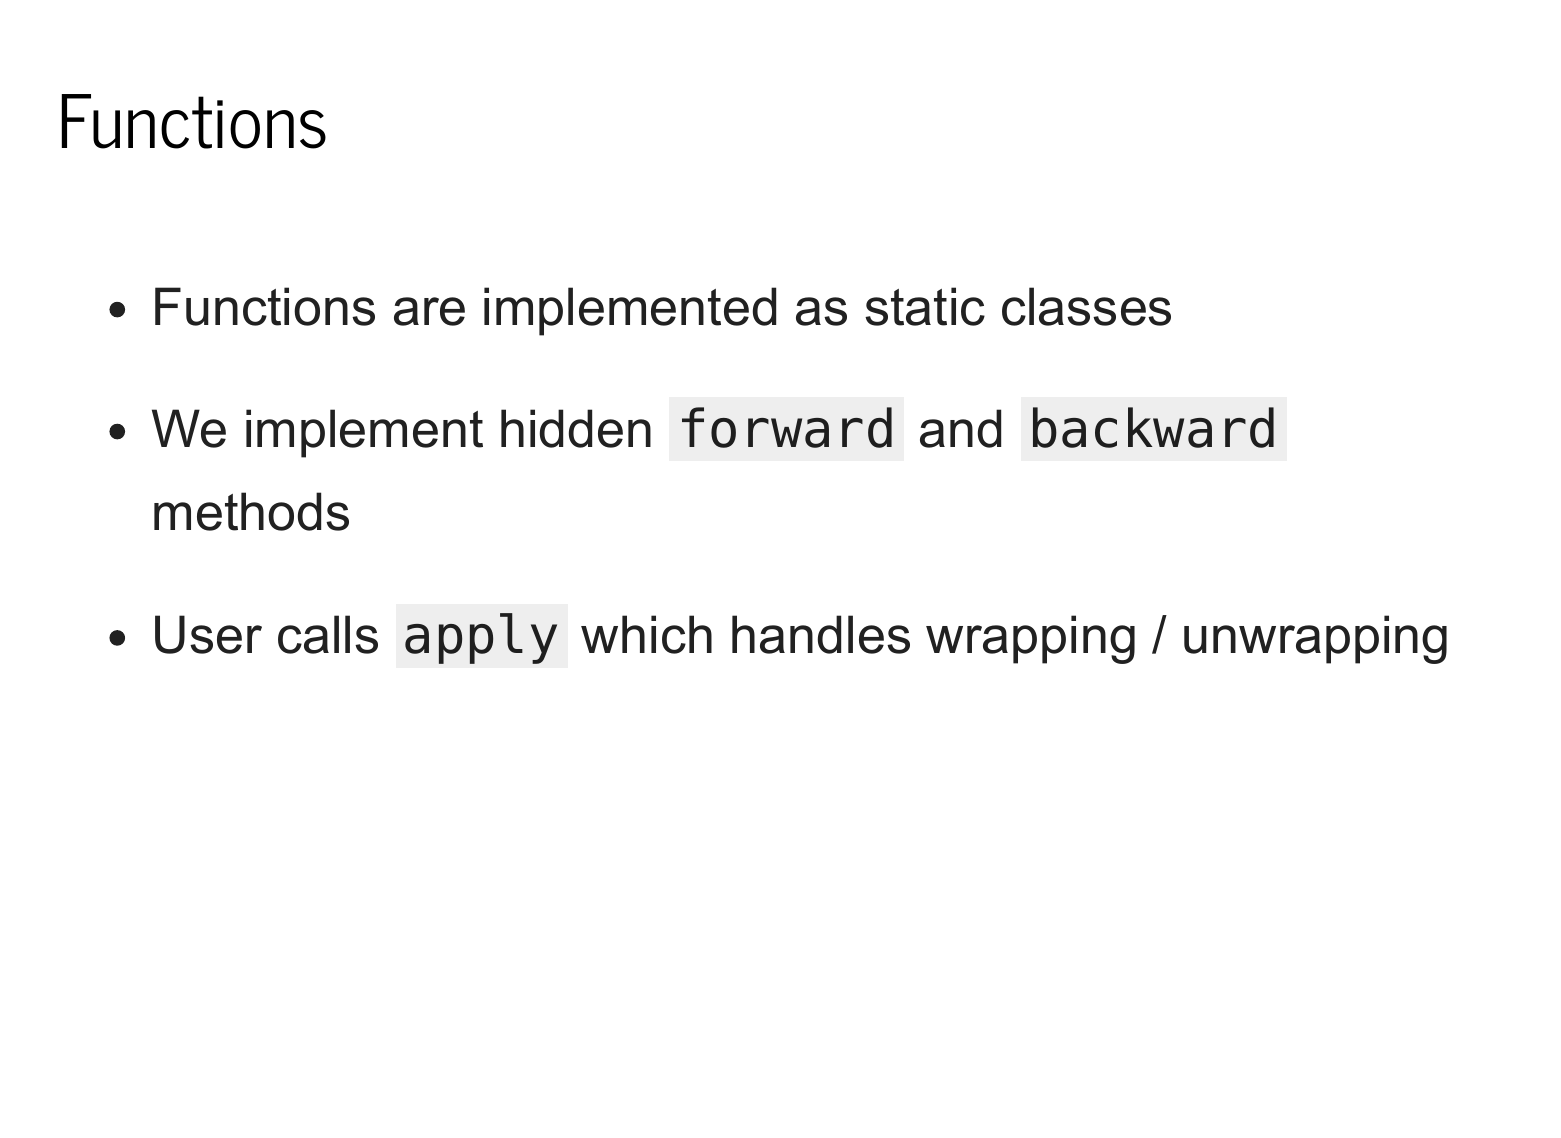 Functions
• Functions are implemented as static classes
• We implement hidden forward and backward
methods
• User calls apply which handles wrapping / unwrapping